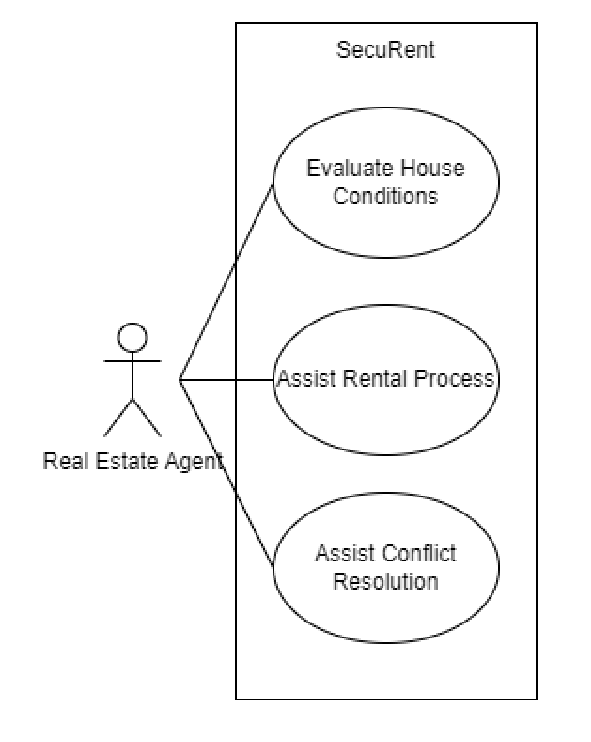 SecuRent
Evaluate House
Conditions
Assist Rental Process
Real Estate Agent
Assist Conflict
Resolution